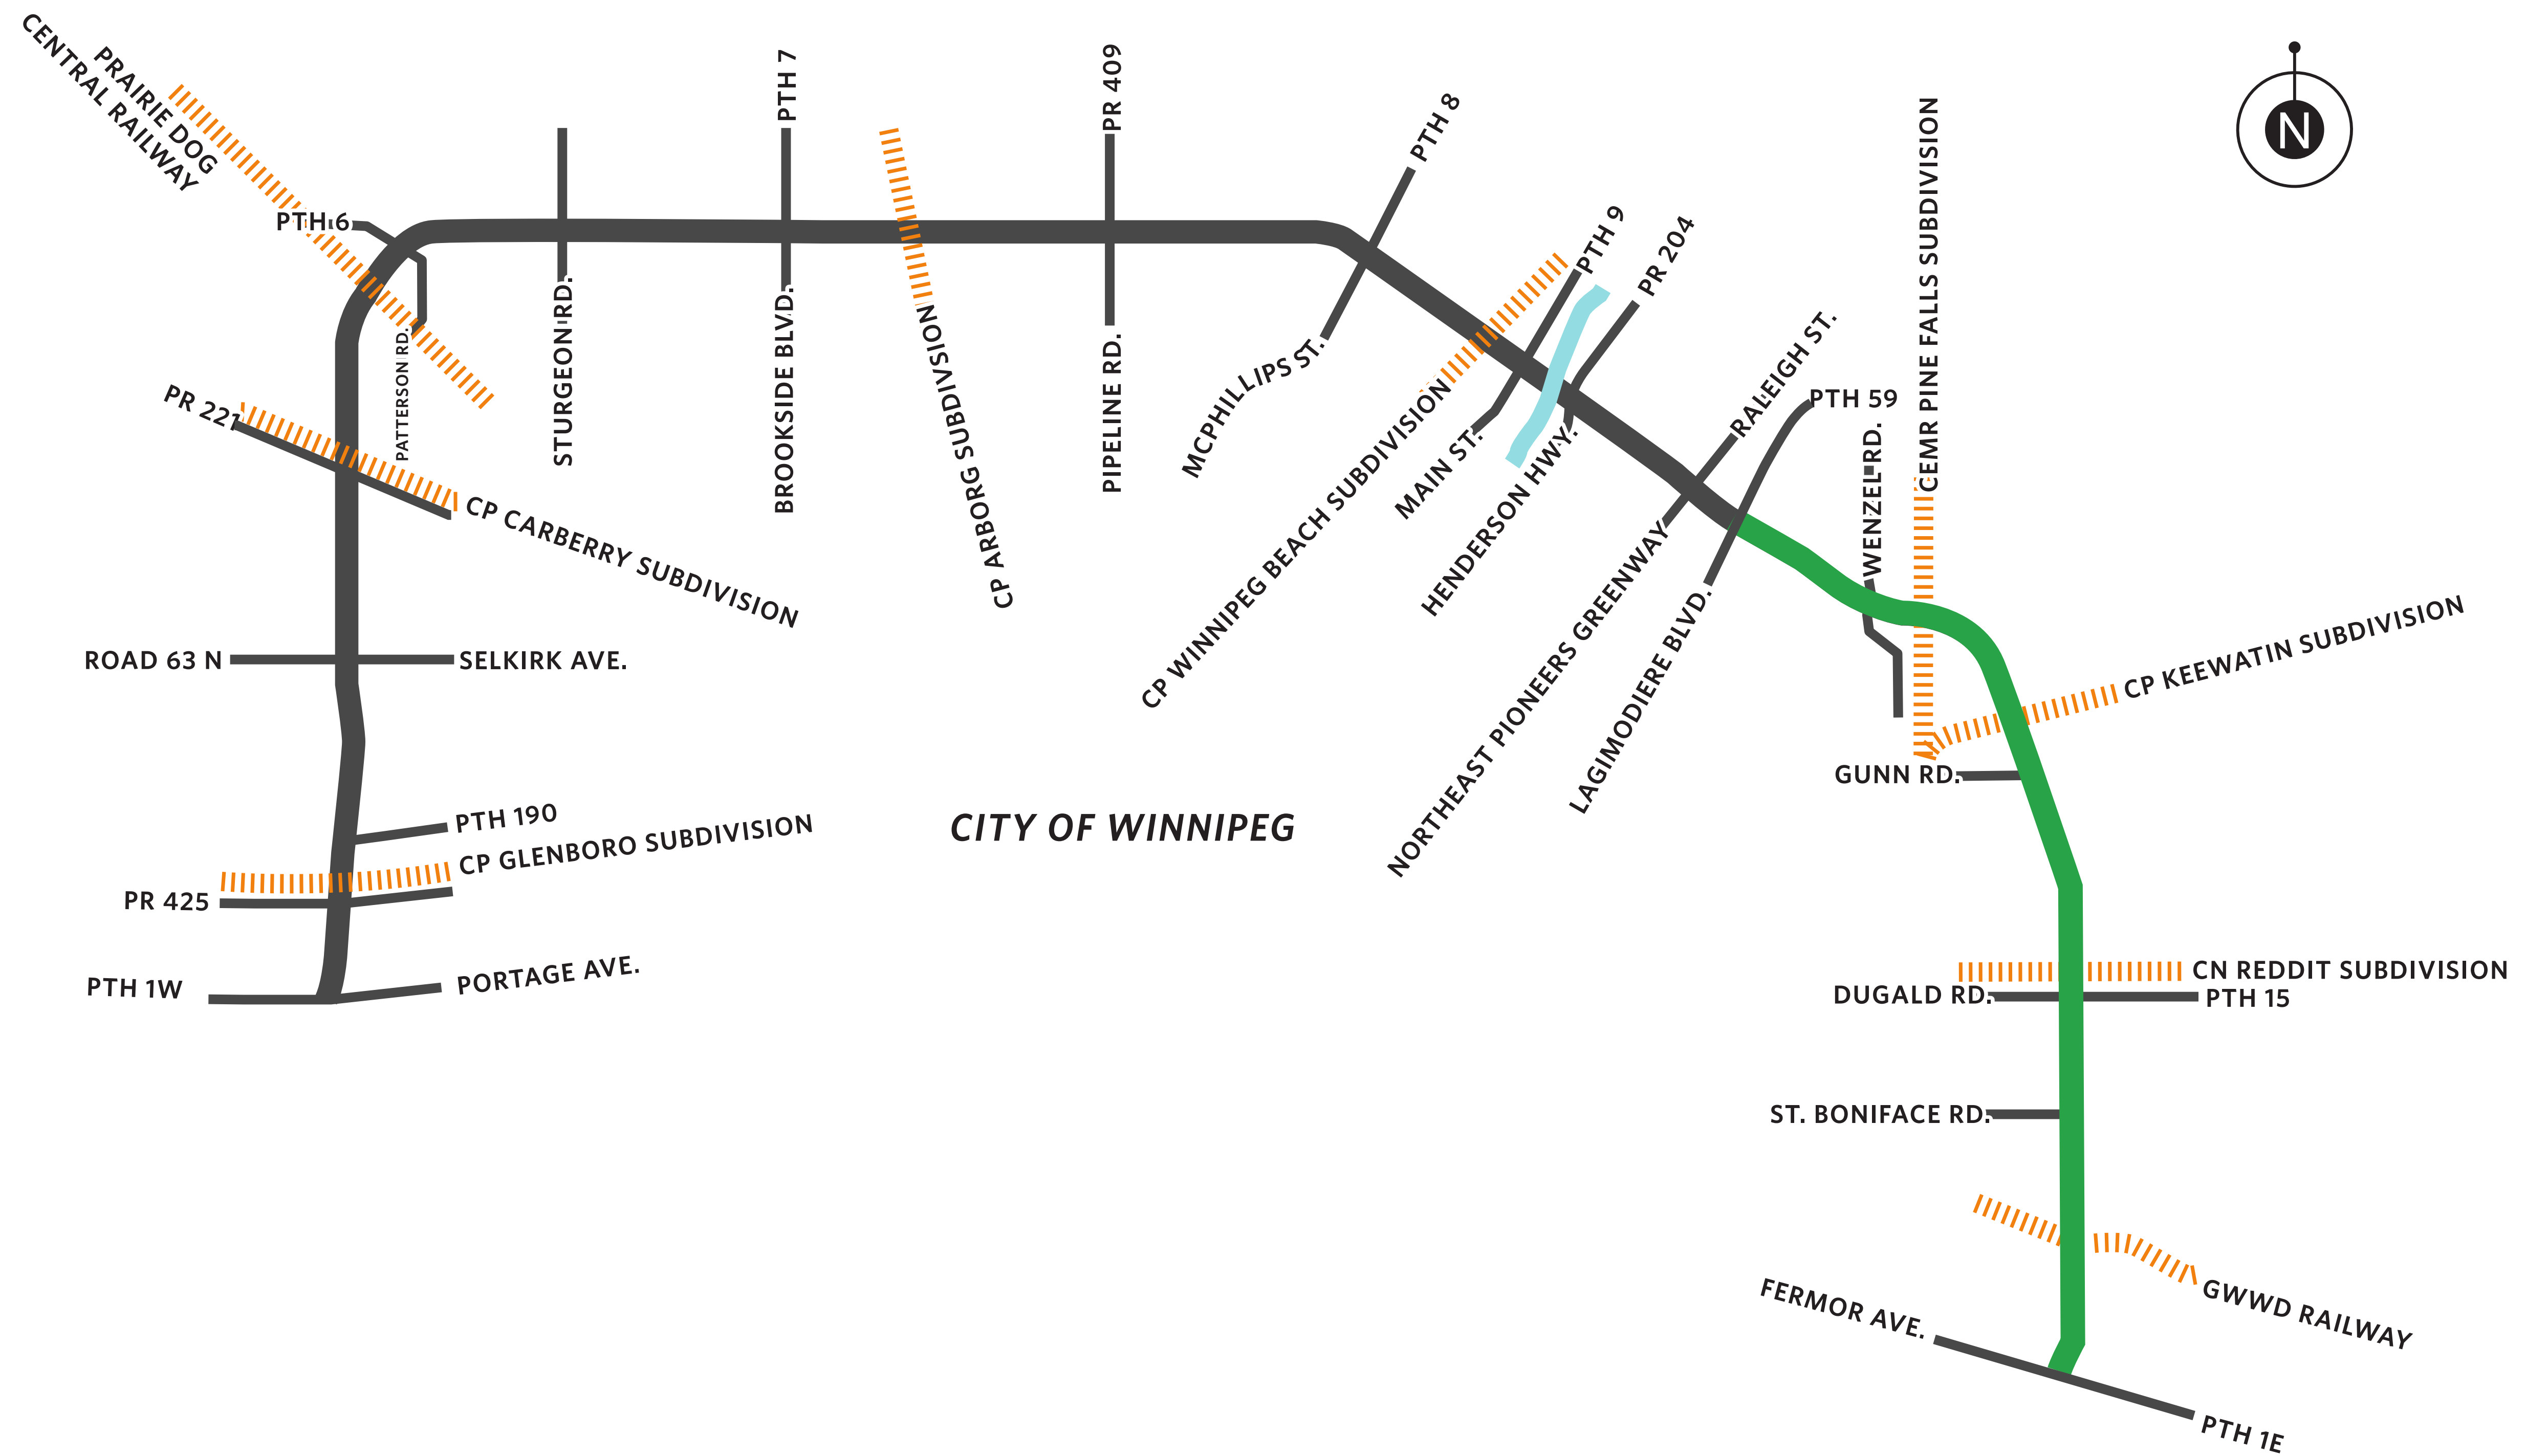 CENTRAL RAILWAY
PRAIRIE DOG
PTH 6
PATTERSON RD.
STURGEON RD.
PTH 7
BROOKSIDE BLVD.
CP ARBORG SUBDIVISION
PR 409
PIPELINE RD.
PTH 8
MCPHILLIPS ST.
CP WINNIPEG BEACH SUBDIVISION
PTH 9
MAIN ST.
PR 204
HENDERSON HWY.
RALEIGH ST.
NORTHEAST PIONEERS GREENWAY
PTH 59
LAGIMODIERE BLVD.
WENZEL RD.
CEMR PINE FALLS SUBDIVISION
N
PR 221
CP CARBERRY SUBDIVISION
ROAD 63 N
SELKIRK AVE.
CP KEEWATIN SUBDIVISION
GUNN RD.
PTH 190
CP GLENBORO SUBDIVISION
CITY OF WINNIPEG
PR 425
PTH 1W
PORTAGE AVE.
CN REDDIT SUBDIVISION
DUGALD RD.
PTH 15
ST. BONIFACE RD.
GWWD RAILWAY
FERMOR AVE.
PTH 1E